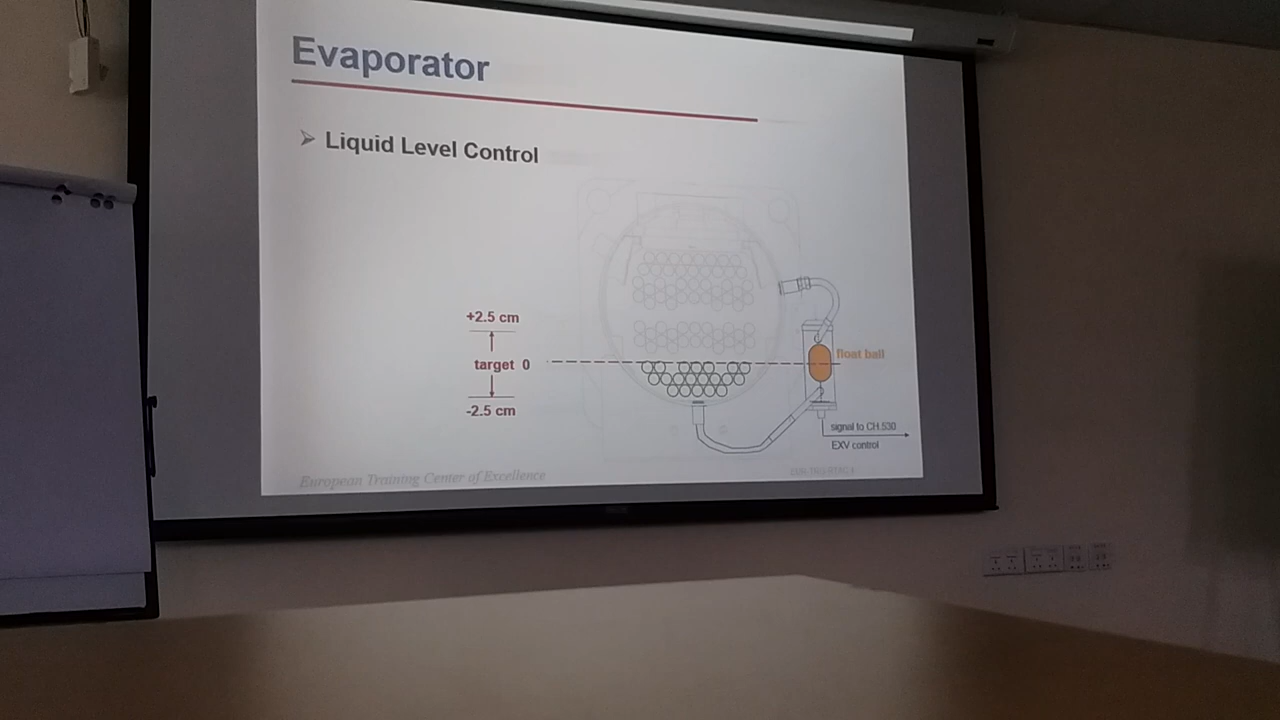 Evaporator
Liquid Level Control
+2.5 cm
target 0
-2.5 cm
float ball
signal to CH.530
EXV control
European Training Center of Excellence